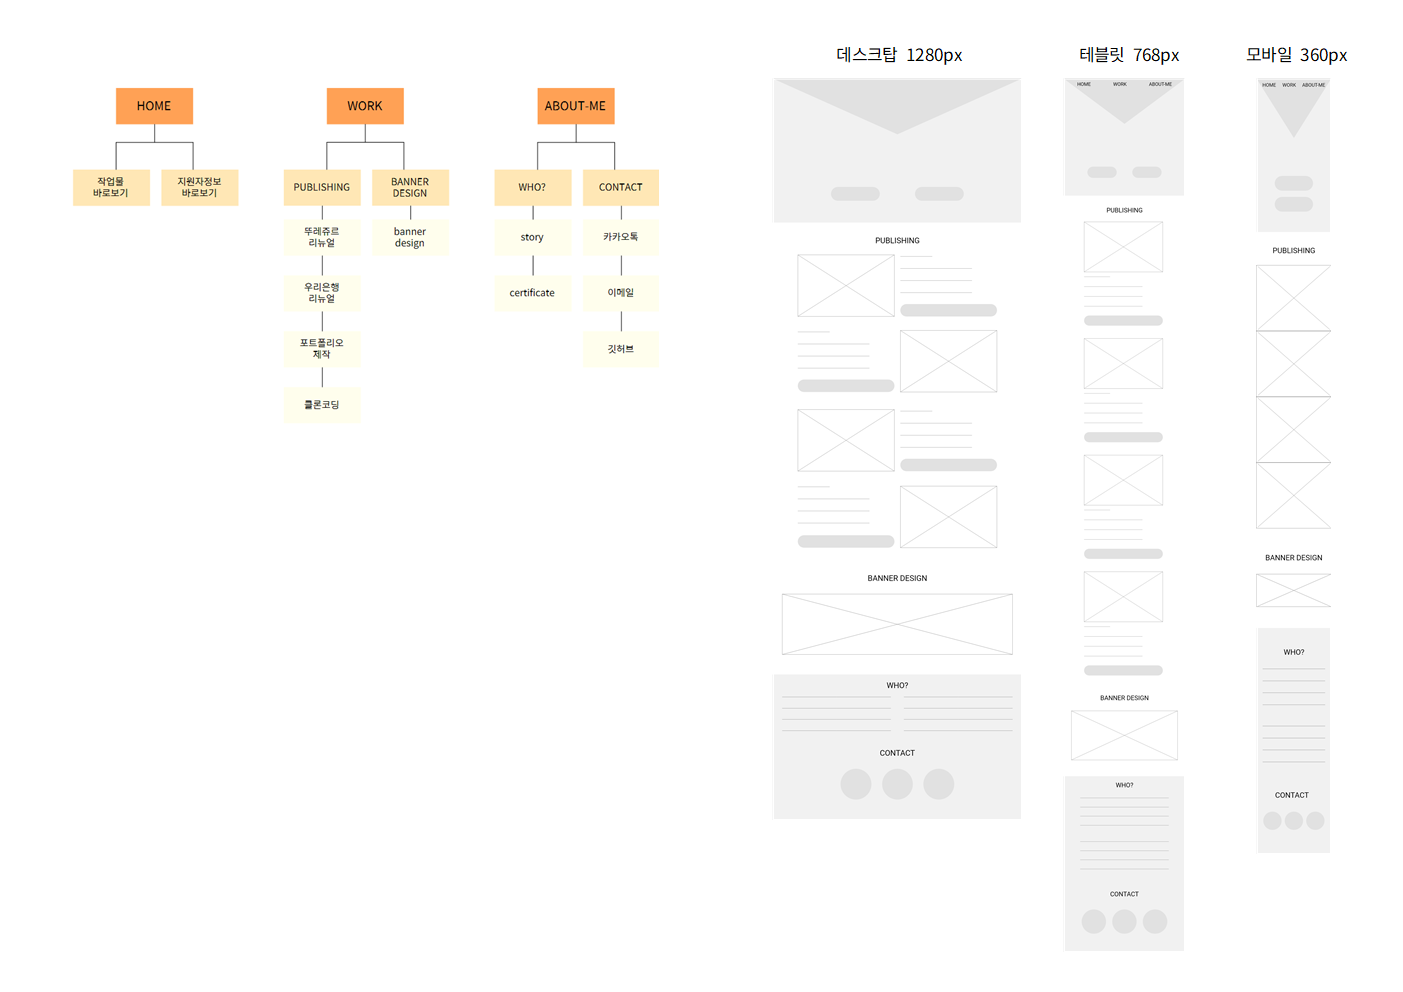 HOME
작업물
바로보기
지원자정보
바로보기
WORK
PUBLISHING
뚜레쥬르
리뉴얼
우리은행
리뉴얼
포트폴리오
제작
클론코딩
BANNER
DESIGN
banner
design
ABOUT-ME
WHO?
story
certificate
CONTACT
카카오톡
이메일
깃허브
데스크탑 1280px
PUBLISHING
BANNER DESIGN
WHO?
CONTACT
테블릿 768px
HOME WORK ABOUT-ME
PUBLISHING
BANNER DESIGN
WHO?
CONTACT
모바일 360px
HOME WORK ABOUT-ME
PUBLISHING
BANNER DESIGN
WHO?
CONTACT